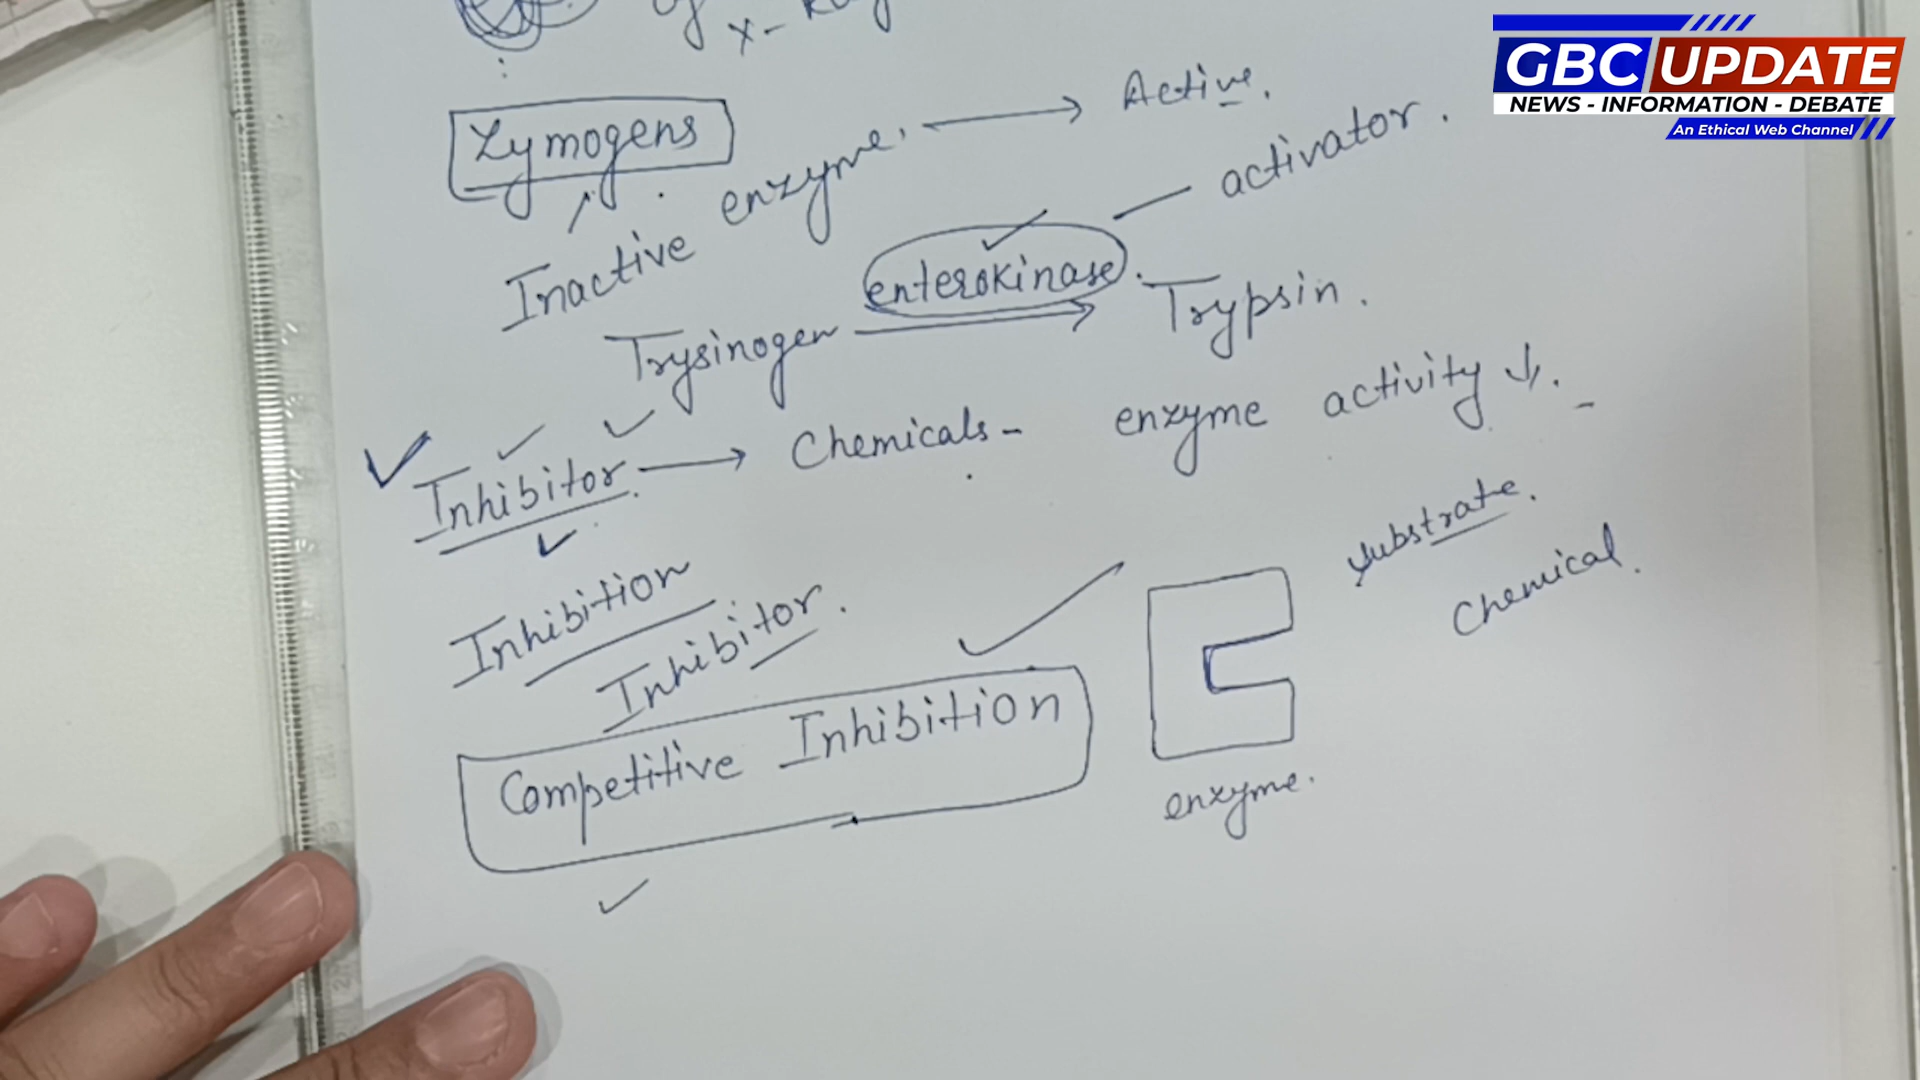 x-
GBC UPDATE
NEWS - INFORMATION - DEBATE
An Ethical Web Channel
Zymogens
Inactive enzyme. → Active.
enterokinase. — activator.
Trysinogen → Trypsin.
Inhibitor. → Chemicals - enzyme activity ↓.
Inhibition
Inhibitor.
substrate.
Chemical.
Competitive Inhibition
enzyme.